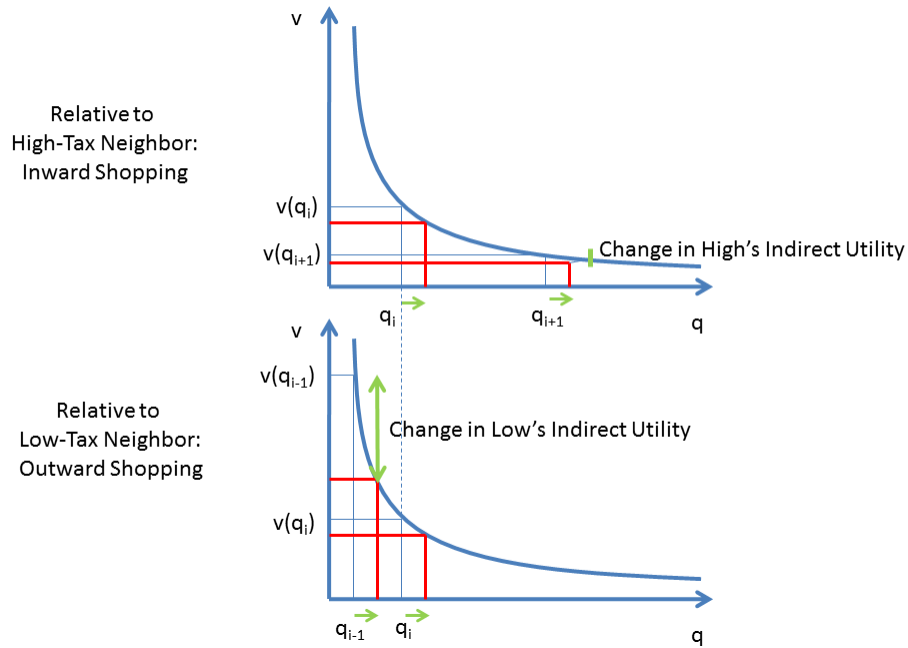 v
Relative to
High-Tax Neighbor:
Inward Shopping
v(qi)
v(qi+1)
Change in High's Indirect Utility
qi
qi+1
q
v
v(qi-1)
Relative to
Low-Tax Neighbor:
Outward Shopping
Change in Low's Indirect Utility
v(qi)
qi-1
qi
q